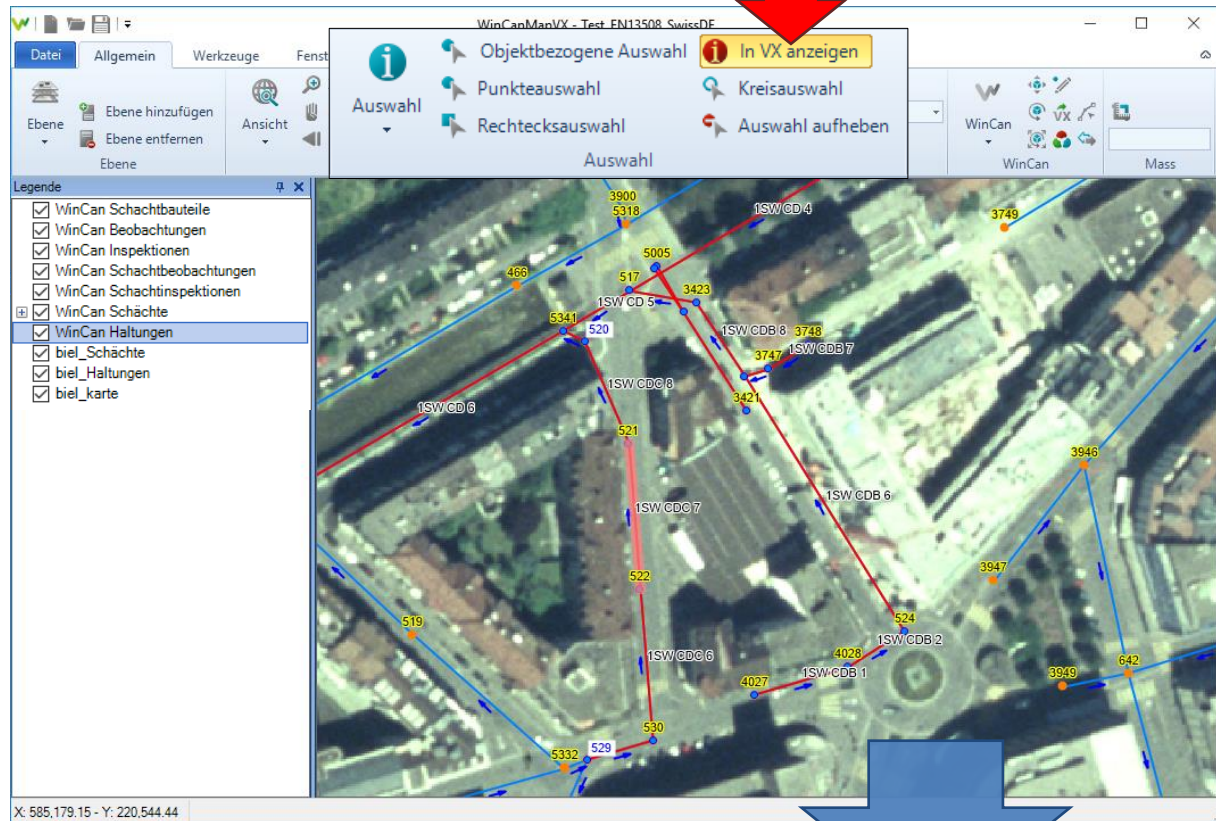 WinCanManVX - Test_EN13508_SwissDE
Datei
Allgemein
Werkzeuge
Fenst
Ebene
Ebene hinzufügen
Ebene entfernen
Ebene
Ansicht
Auswahl
Objektbezogene Auswahl
Punkteauswahl
Rechtecksauswahl
In VX anzeigen
Kreisauswahl
Auswahl aufheben
Auswahl
WinCan
VX
WinCan
Mass
Legende
WinCan Schachtbauteile
WinCan Beobachtungen
WinCan Inspektionen
WinCan Schachtbeobachtungen
WinCan Schachtinspektionen
WinCan Schächte
WinCan Haltungen
biel_Schächte
biel_Haltungen
biel_karte
3900
5318
1SW CD 4
3749
466
5005
517
3423
1SW CD 5
5341
520
1SW CDB 8
3748
1SW CDB 7
3747
1SW CDC 8
3421
1SW CD 6
521
3946
1SW CDB 6
1SW CDC 7
3947
522
519
524
1SW CDB 2
1SW CDC 6
4028
1SW CDB 1
642
4027
3949
530
529
5332
X: 585,179.15 - Y: 220,544.44